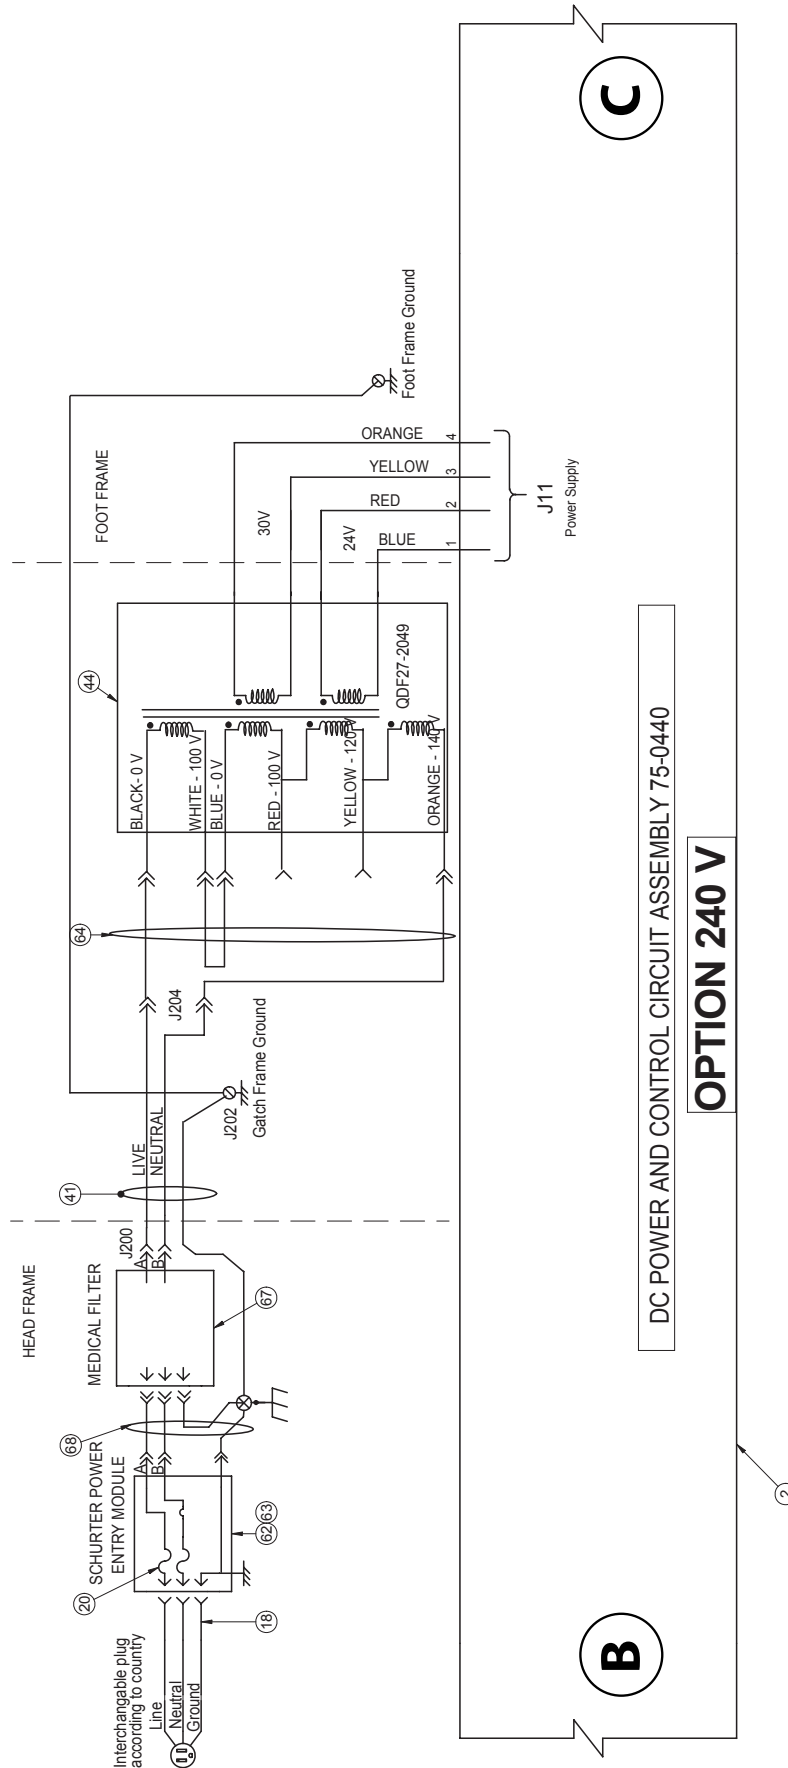 HEAD FRAME
FOOT FRAME
Interchangable plug
according to country
Line
Neutral
Ground
18
20
SCHURTER POWER
ENTRY MODULE
A
B
62
63
68
MEDICAL FILTER
67
A
B
J200
41
LIVE
NEUTRAL
J202
Gatch Frame Ground
J204
64
44
BLACK- 0 V
WHITE - 100 V
BLUE - 0 V
RED - 100 V
YELLOW - 120 V
ORANGE - 140 V
QDF27-2049
30V
24V
ORANGE
YELLOW
RED
BLUE
4
3
2
1
J11
Power Supply
Foot Frame Ground
B
C
DC POWER AND CONTROL CIRCUIT ASSEMBLY 75-0440
OPTION 240 V
2